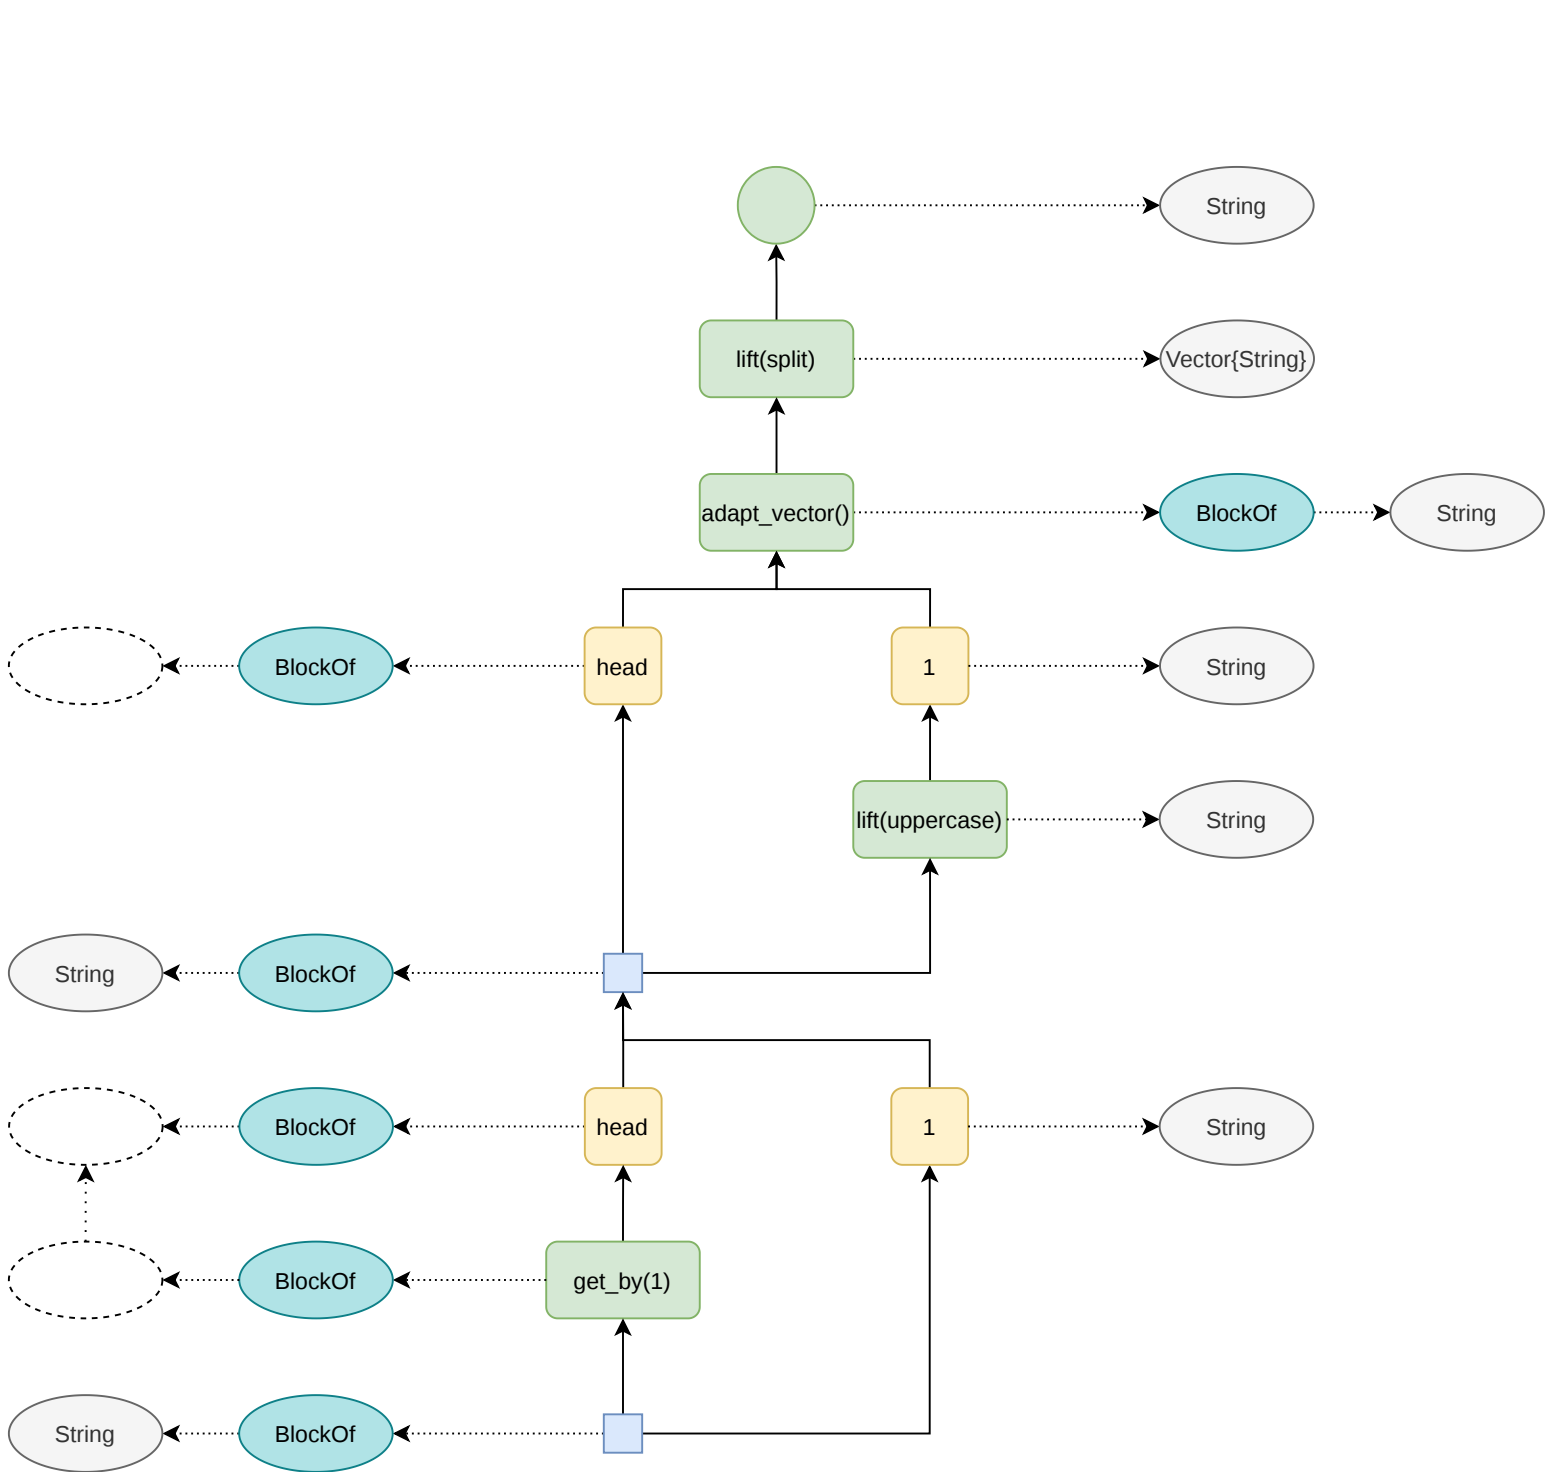 String
lift(split)
Vector{String}
adapt_vector()
BlockOf
String
BlockOf
head
1
String
lift(uppercase)
String
String
BlockOf
BlockOf
head
1
String
BlockOf
get_by(1)
String
BlockOf